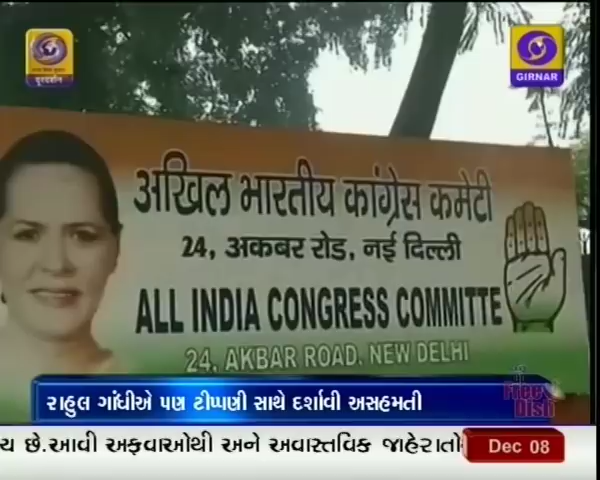 दूरदर्शन
GIRNAR
अखिल भारतीय कांग्रेस कमेटी
24, अकबर रोड, नई दिल्ली
ALL INDIA CONGRESS COMMITTE
24, AKBAR ROAD, NEW DELHI
રાહુલ ગાંધીએ પણ ટીપ્પણી સાથે દર્શાવી અસહમતી
Free
Dish
ય છે.આવી અફવાઓથી અને અવાસ્તવિક જાહેરાતો
Dec 08